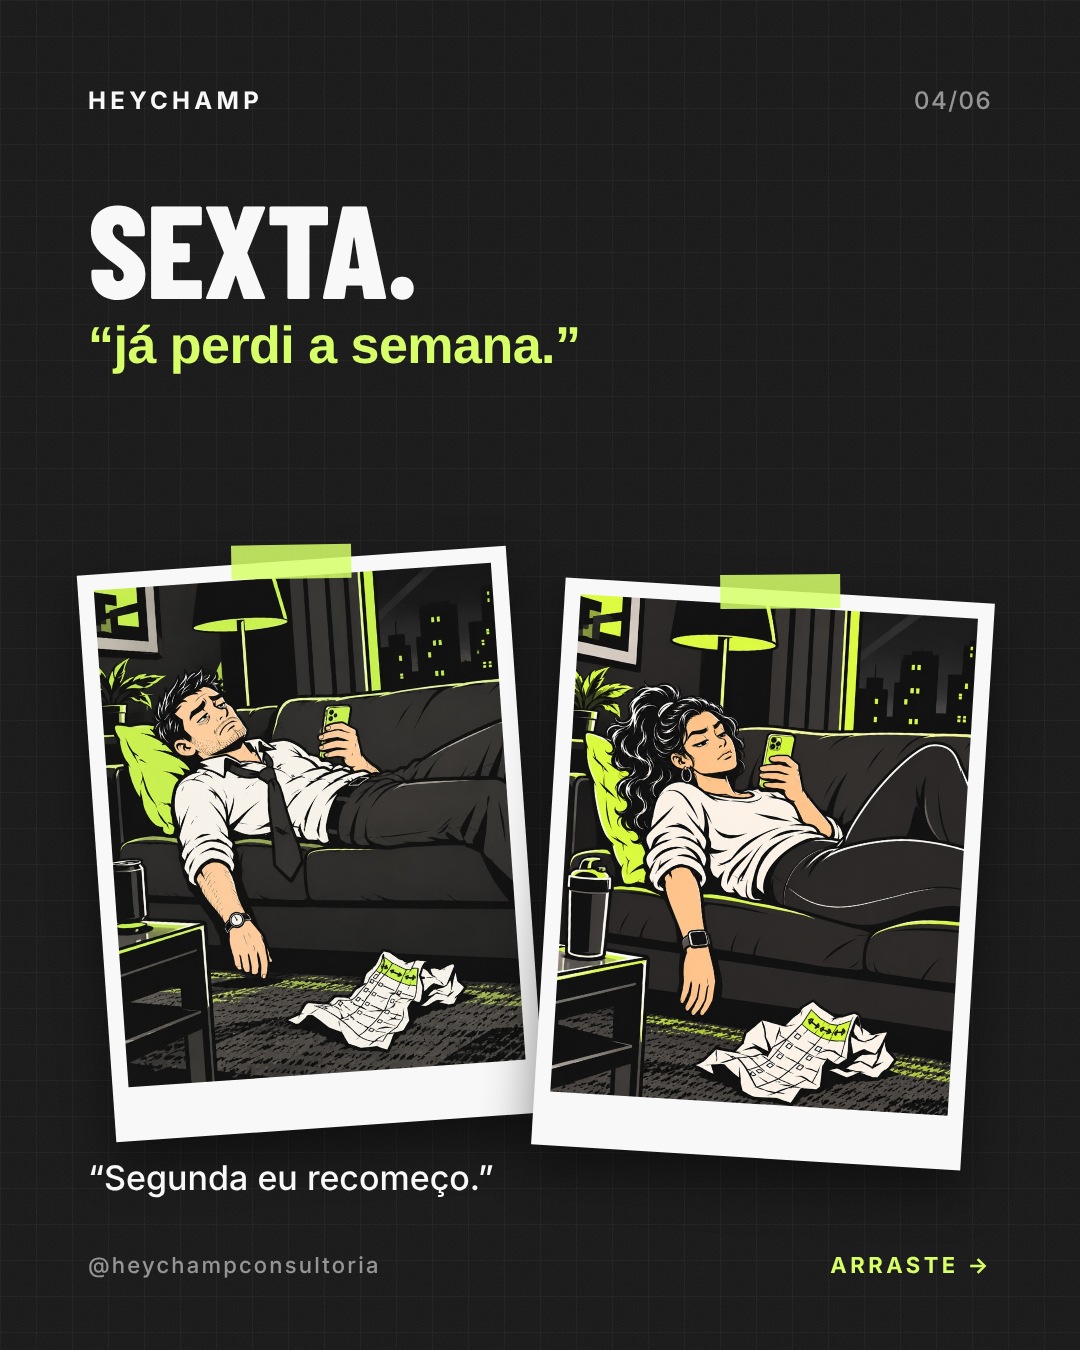 HEYCHAMP
04/06
SEXTA.
“já perdi a semana.”
“Segunda eu recomeço.”
@heychampconsultoria
ARRASTE →